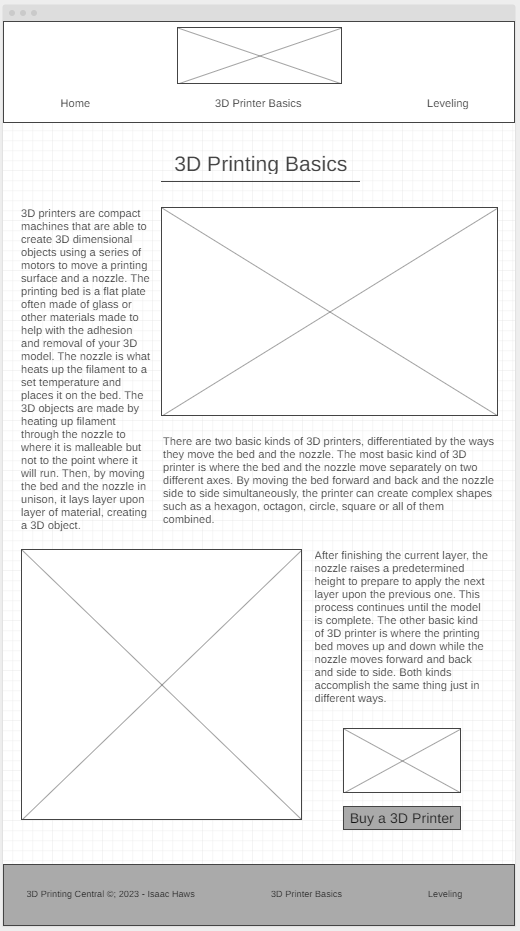 Home
3D Printer Basics
Leveling
3D Printing Basics
3D printers are compact
machines that are able to
create 3D dimensional
objects using a series of
motors to move a printing
surface and a nozzle. The
printing bed is a flat plate
often made of glass or
other materials made to
help with the adhesion
and removal of your 3D
model. The nozzle is what
heats up the filament to a
set temperature and
places it on the bed. The
3D objects are made by
heating up filament
through the nozzle to
where it is malleable but
not to the point where it
will run. Then, by moving
the bed and the nozzle in
unison, it lays layer upon
layer of material, creating
a 3D object.
There are two basic kinds of 3D printers, differentiated by the ways
they move the bed and the nozzle. The most basic kind of 3D
printer is where the bed and the nozzle move separately on two
different axes. By moving the bed forward and back and the nozzle
side to side simultaneously, the printer can create complex shapes
such as a hexagon, octagon, circle, square or all of them
combined.
After finishing the current layer, the
nozzle raises a predetermined
height to prepare to apply the next
layer upon the previous one. This
process continues until the model
is complete. The other basic kind
of 3D printer is where the printing
bed moves up and down while the
nozzle moves forward and back
and side to side. Both kinds
accomplish the same thing just in
different ways.
Buy a 3D Printer
3D Printing Central ©; 2023 - Isaac Haws
3D Printer Basics
Leveling